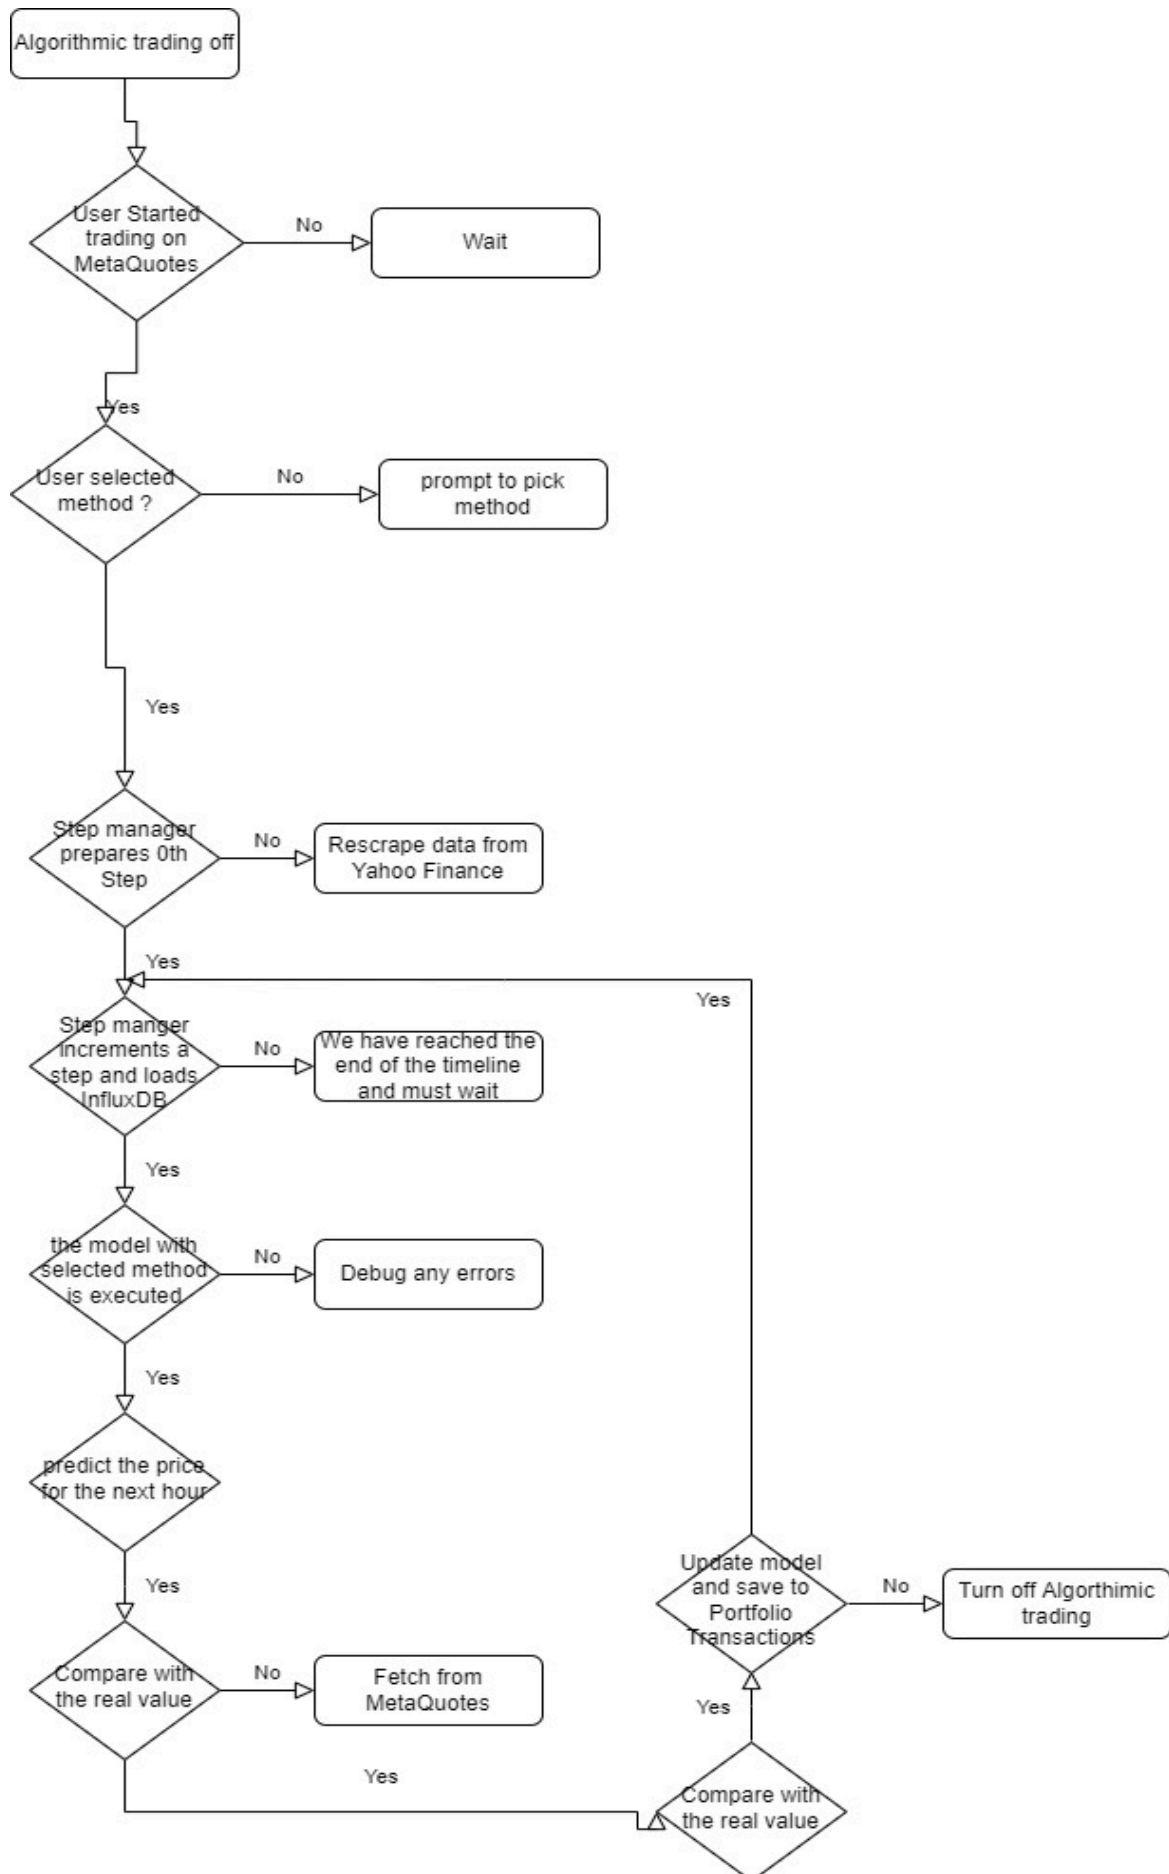 Algorithmic trading off
User Started
trading on
MetaQuotes
No
Wait
Yes
User selected
method ?
No
prompt to pick
method
Yes
Step manager
prepares 0th
Step
No
Rescrape data from
Yahoo Finance
Yes
Yes
Step manger
increments a
step and loads
InfluxDB
No
We have reached the
end of the timeline
and must wait
Yes
the model with
selected method
is executed
No
Debug any errors
Yes
predict the price
for the next hour
Yes
Compare with
the real value
No
Fetch from
MetaQuotes
Yes
Compare with
the real value
Yes
Update model
and save to
Portfolio
Transactions
No
Turn off Algorthimic
trading